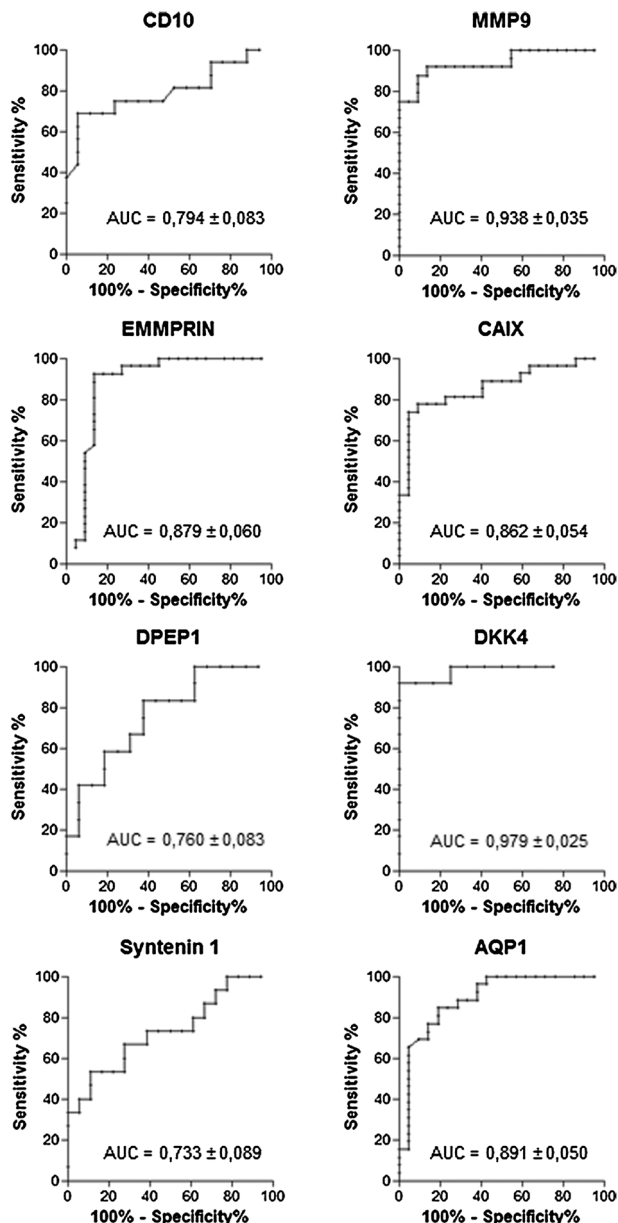 CD10
Sensitivity %
100
80
60
40
20
0
AUC = 0,794 ± 0,083
0 20 40 60 80 100
100% - Specificity%
MMP9
Sensitivity %
100
80
60
40
20
0
AUC = 0,938 ± 0,035
0 20 40 60 80 100
100% - Specificity%
EMMPRIN
Sensitivity %
100
80
60
40
20
0
AUC = 0,879 ± 0,060
0 20 40 60 80 100
100% - Specificity%
CAIX
Sensitivity %
100
80
60
40
20
0
AUC = 0,862 ± 0,054
0 20 40 60 80 100
100% - Specificity%
DPEP1
Sensitivity %
100
80
60
40
20
0
AUC = 0,760 ± 0,083
0 20 40 60 80 100
100% - Specificity%
DKK4
Sensitivity %
100
80
60
40
20
0
AUC = 0,979 ± 0,025
0 20 40 60 80 100
100% - Specificity%
Syntenin 1
Sensitivity %
100
80
60
40
20
0
AUC = 0,733 ± 0,089
0 20 40 60 80 100
100% - Specificity%
AQP1
Sensitivity %
100
80
60
40
20
0
AUC = 0,891 ± 0,050
0 20 40 60 80 100
100% - Specificity%